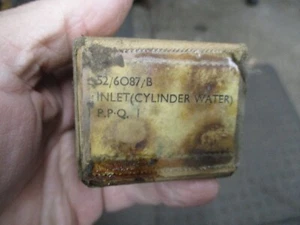 52/6087/B
INLET(CYLINDER WATER)
P.P.Q. 1